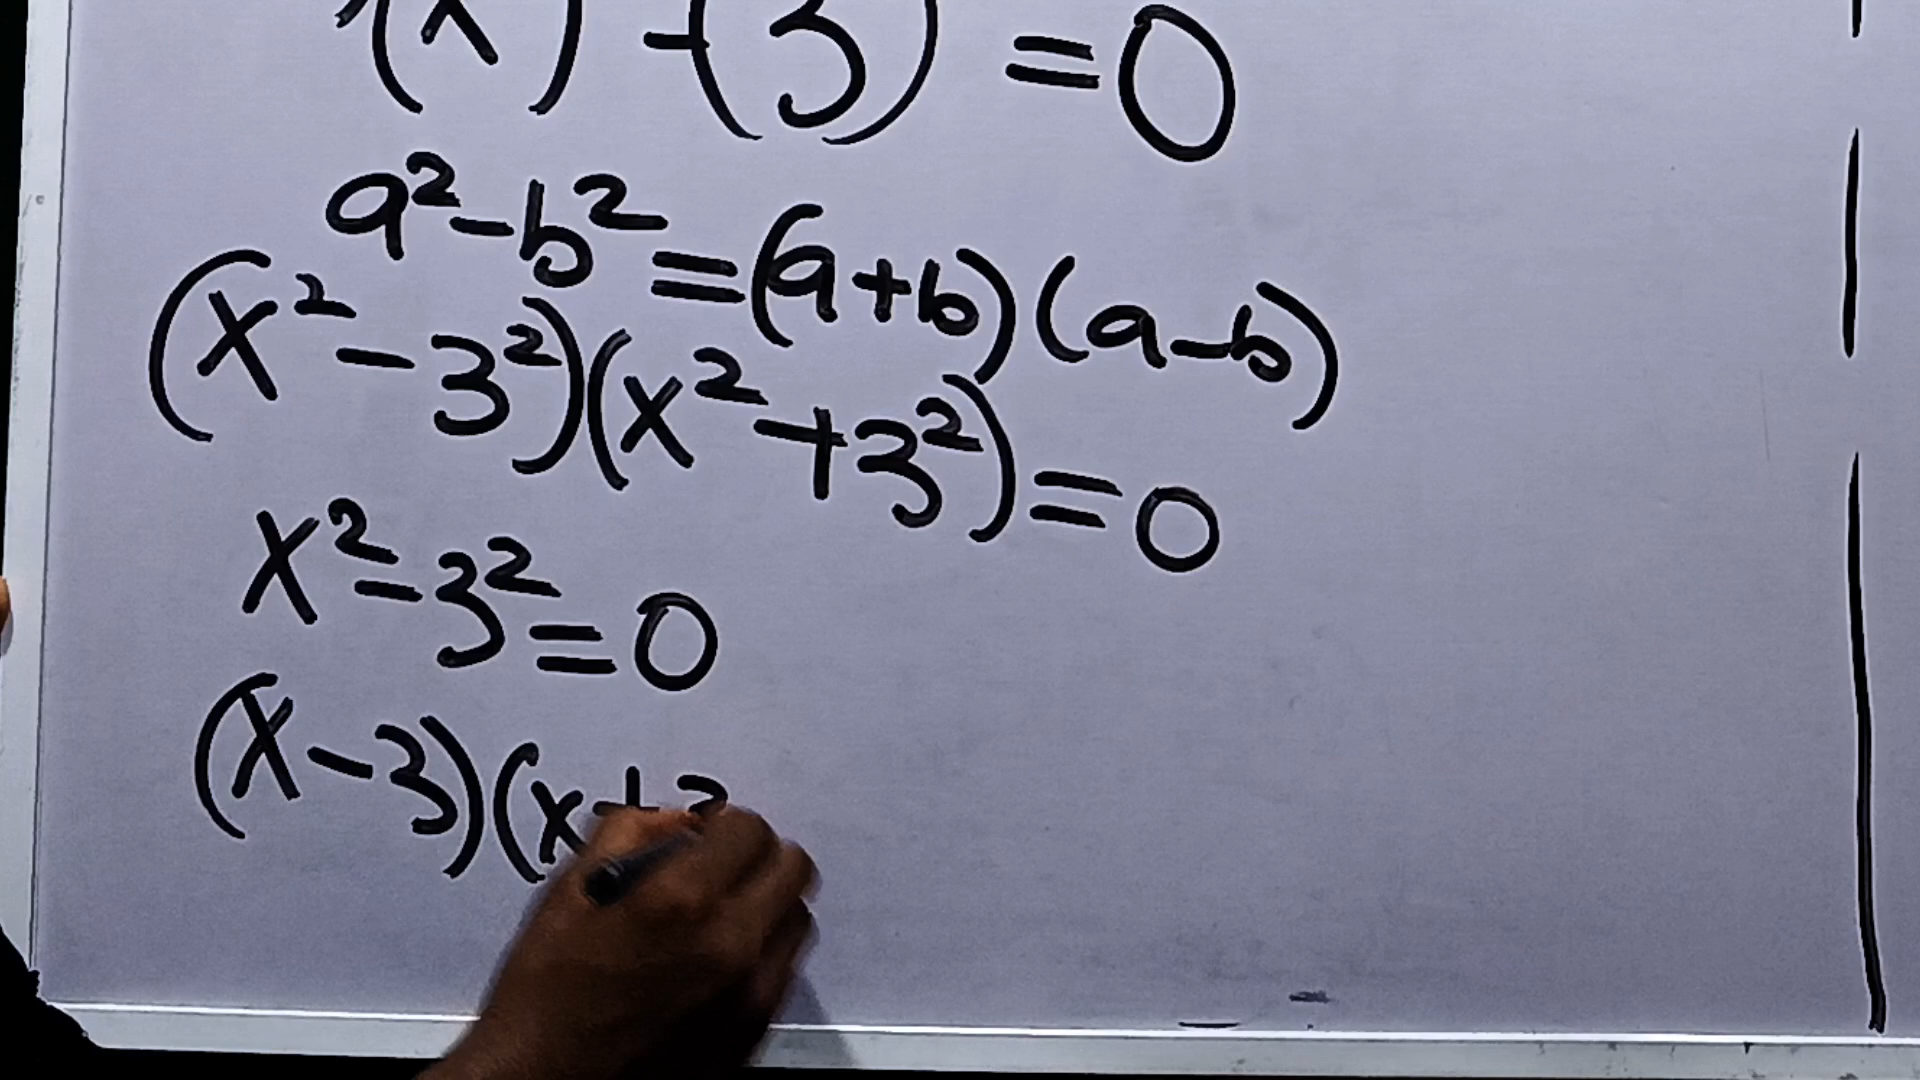 (x) - (3) = 0
a² - b² = (a+b)(a-b)
(x² - 3²)(x² + 3²) = 0
x² - 3² = 0
(x - 3)(x +